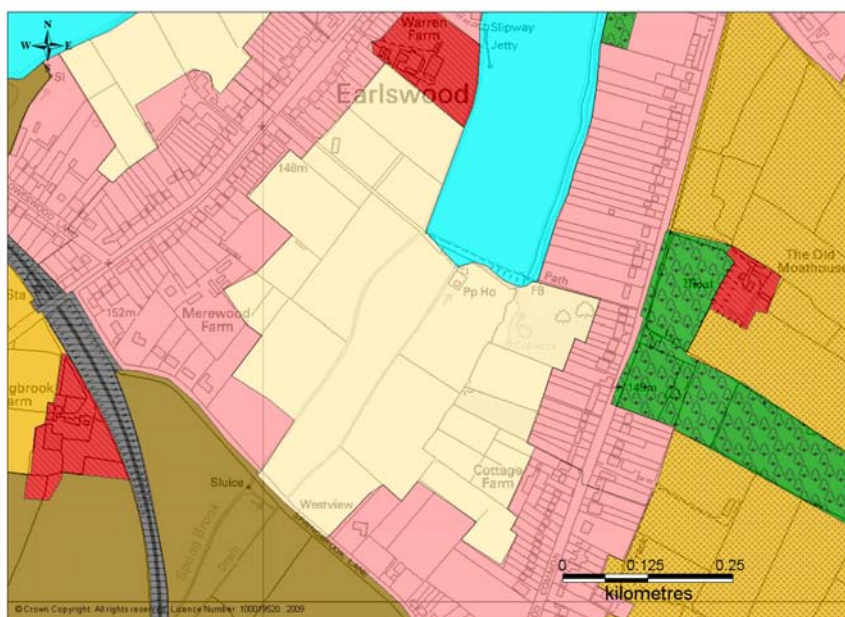 N
W E
S
Sl
Warren
Farm
Slipway
Jetty
Earlswood
148m
The Old
Moathouse
Path
FB
Pp Ho
Merewood
Farm
152m
Sta
149m
Cottage
Farm
Sluice
Westview
Spring Brook
Drain
0 0.125 0.25
kilometres
© Crown Copyright. All rights reserved. Licence Number: 100019520. 2009